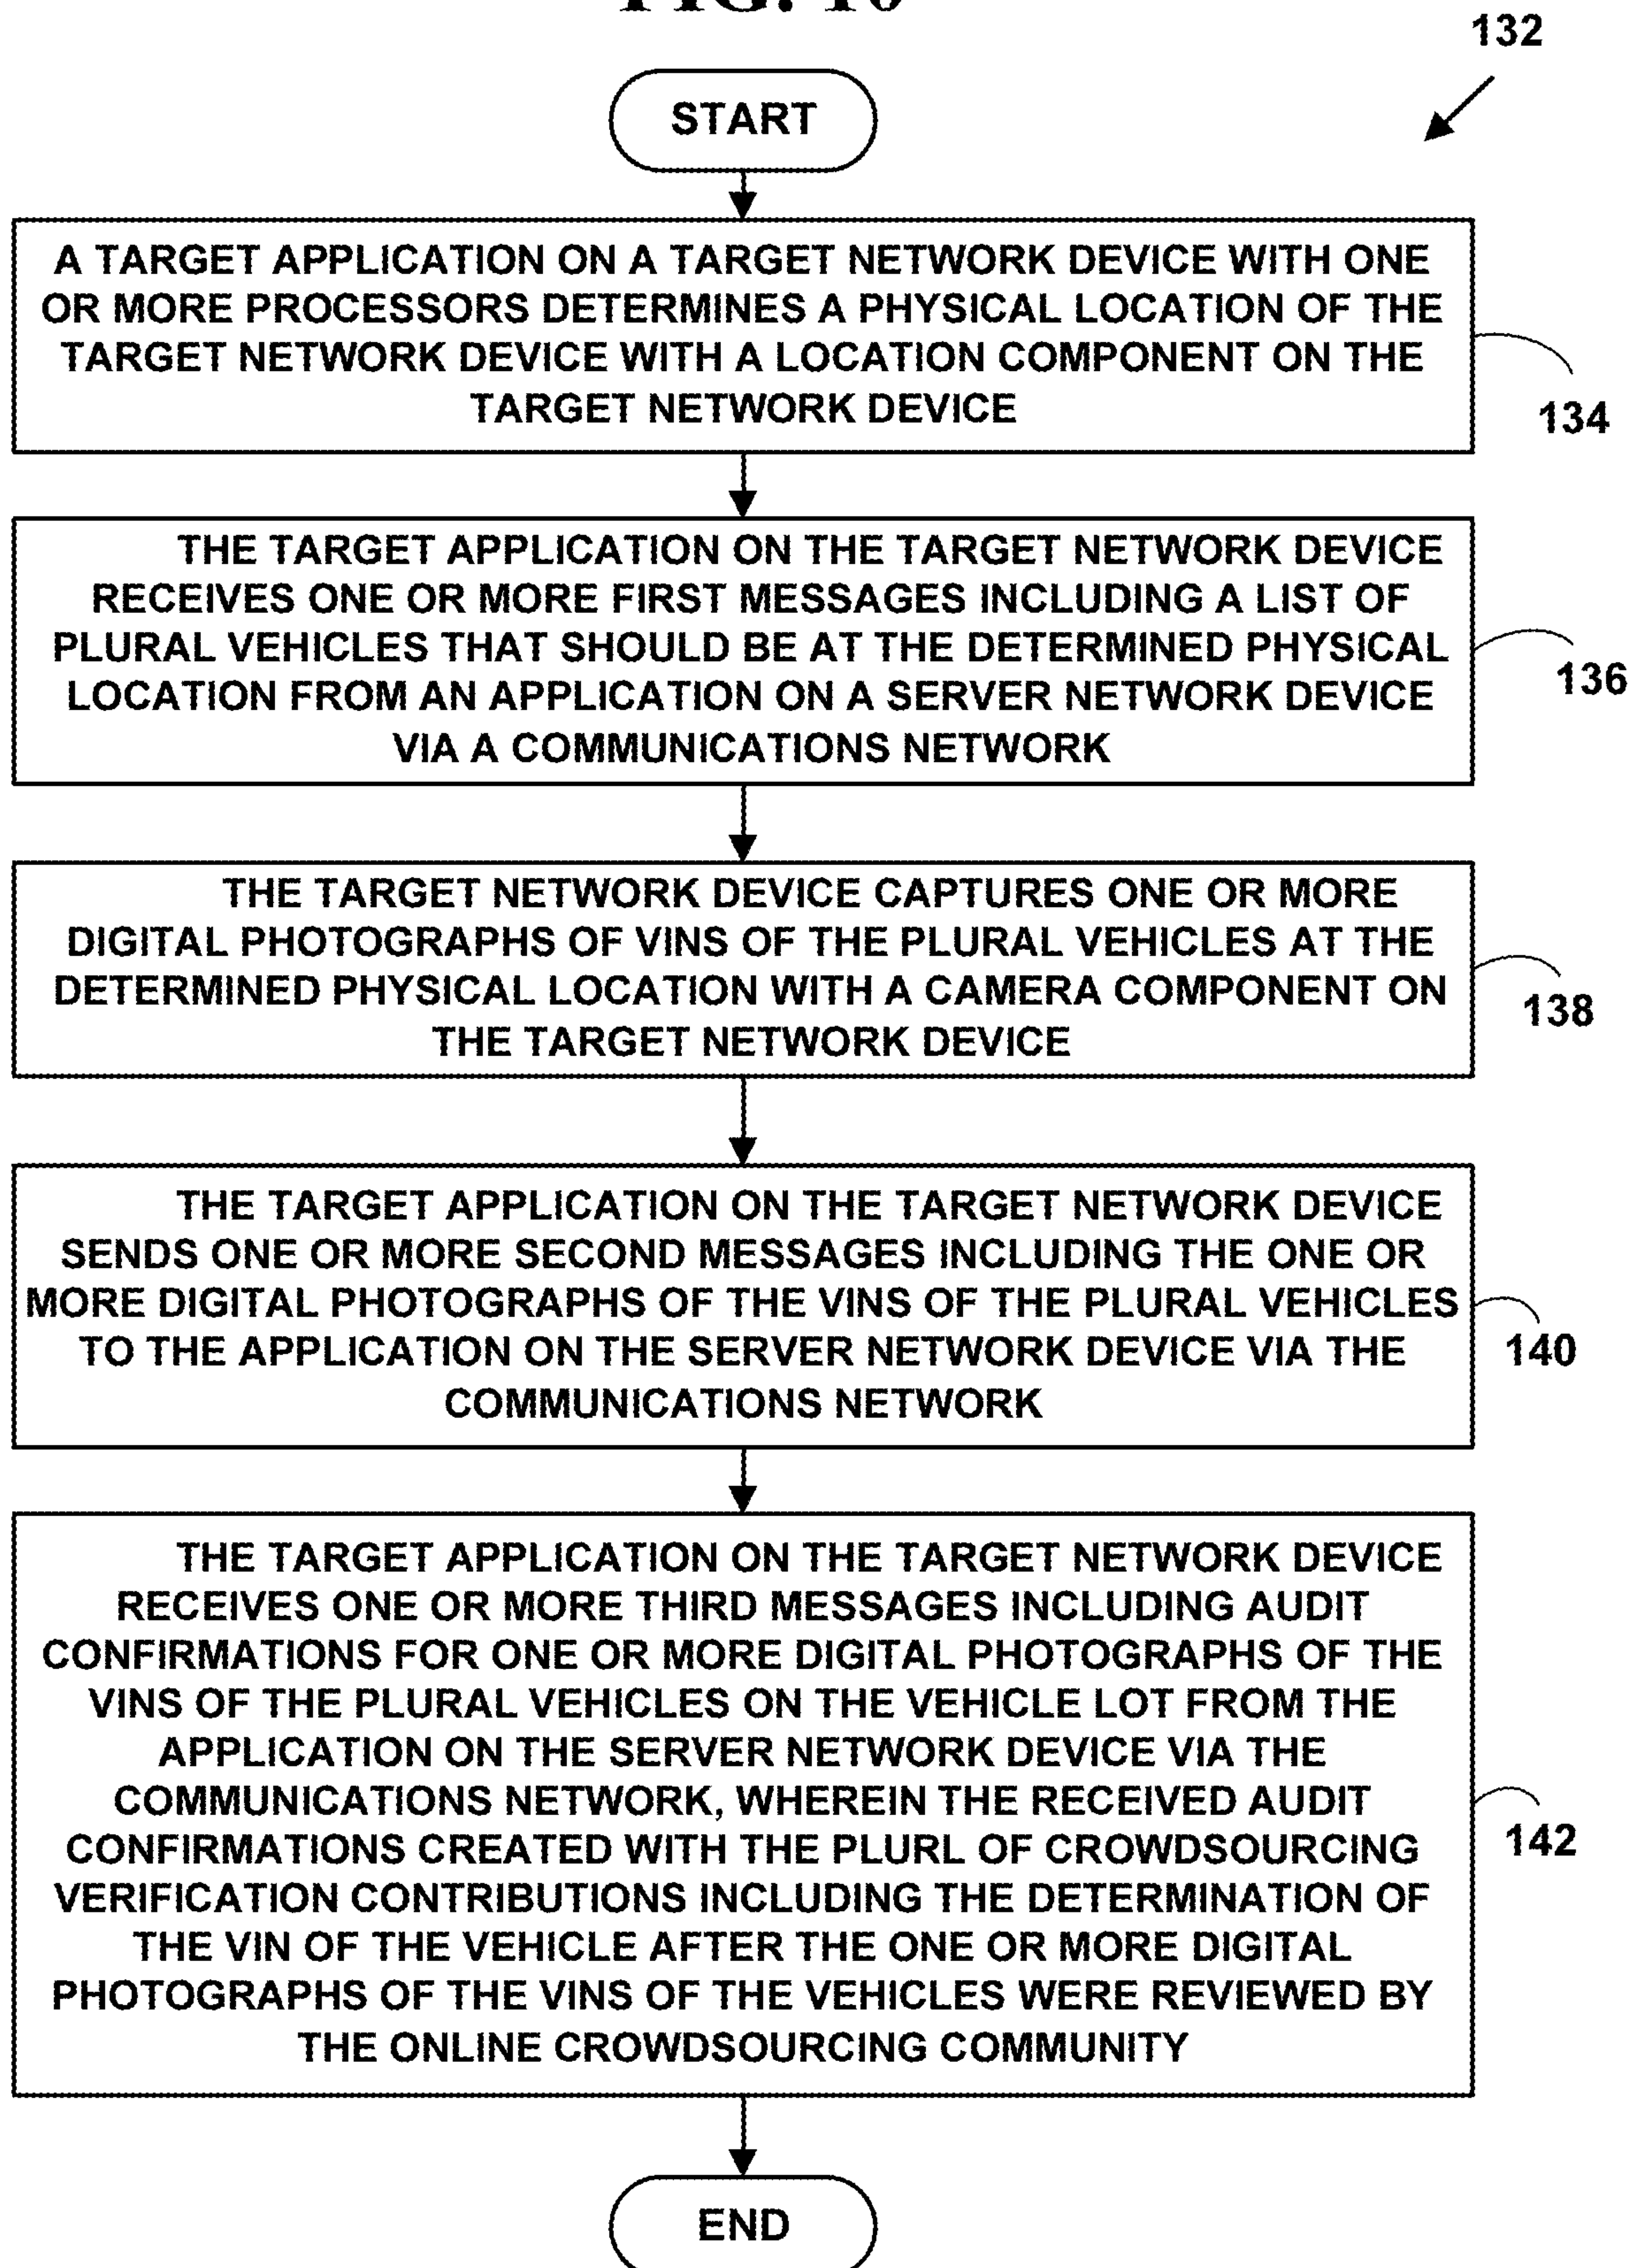 132
START
A TARGET APPLICATION ON A TARGET NETWORK DEVICE WITH ONE
OR MORE PROCESSORS DETERMINES A PHYSICAL LOCATION OF THE
TARGET NETWORK DEVICE WITH A LOCATION COMPONENT ON THE
TARGET NETWORK DEVICE
134
THE TARGET APPLICATION ON THE TARGET NETWORK DEVICE
RECEIVES ONE OR MORE FIRST MESSAGES INCLUDING A LIST OF
PLURAL VEHICLES THAT SHOULD BE AT THE DETERMINED PHYSICAL
LOCATION FROM AN APPLICATION ON A SERVER NETWORK DEVICE
VIA A COMMUNICATIONS NETWORK
136
THE TARGET NETWORK DEVICE CAPTURES ONE OR MORE
DIGITAL PHOTOGRAPHS OF VINS OF THE PLURAL VEHICLES AT THE
DETERMINED PHYSICAL LOCATION WITH A CAMERA COMPONENT ON
THE TARGET NETWORK DEVICE
138
THE TARGET APPLICATION ON THE TARGET NETWORK DEVICE
SENDS ONE OR MORE SECOND MESSAGES INCLUDING THE ONE OR
MORE DIGITAL PHOTOGRAPHS OF THE VINS OF THE PLURAL VEHICLES
TO THE APPLICATION ON THE SERVER NETWORK DEVICE VIA THE
COMMUNICATIONS NETWORK
140
THE TARGET APPLICATION ON THE TARGET NETWORK DEVICE
RECEIVES ONE OR MORE THIRD MESSAGES INCLUDING AUDIT
CONFIRMATIONS FOR ONE OR MORE DIGITAL PHOTOGRAPHS OF THE
VINS OF THE PLURAL VEHICLES ON THE VEHICLE LOT FROM THE
APPLICATION ON THE SERVER NETWORK DEVICE VIA THE
COMMUNICATIONS NETWORK, WHEREIN THE RECEIVED AUDIT
CONFIRMATIONS CREATED WITH THE PLURL OF CROWDSOURCING
VERIFICATION CONTRIBUTIONS INCLUDING THE DETERMINATION OF
THE VIN OF THE VEHICLE AFTER THE ONE OR MORE DIGITAL
PHOTOGRAPHS OF THE VINS OF THE VEHICLES WERE REVIEWED BY
THE ONLINE CROWDSOURCING COMMUNITY
142
END